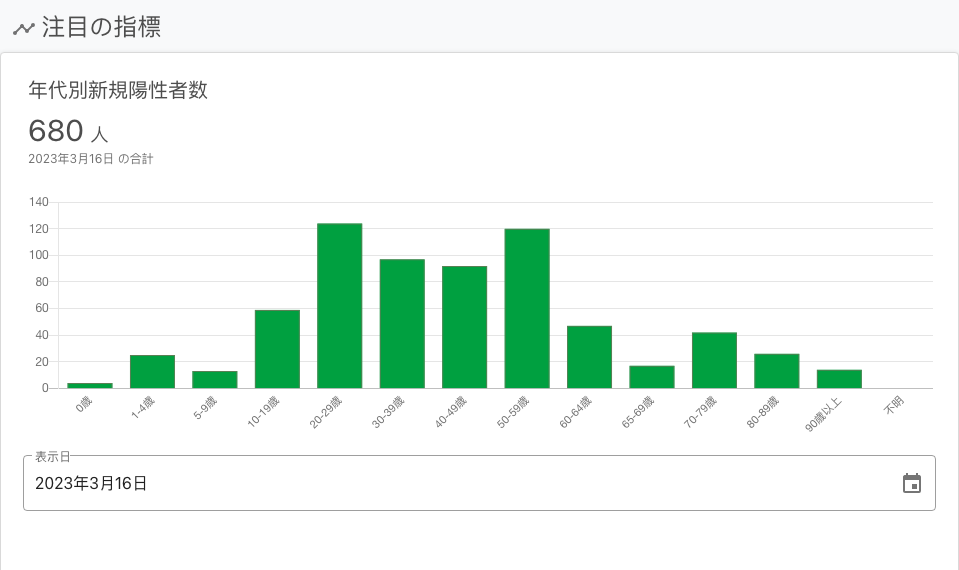 注目の指標
年代別新規陽性者数
680 人
2023年3月16日 の合計
140
120
100
80
60
40
20
0
0歳
1-4歳
5-9歳
10-19歳
20-29歳
30-39歳
40-49歳
50-59歳
60-64歳
65-69歳
70-79歳
80-89歳
90歳以上
不明
表示日
2023年3月16日